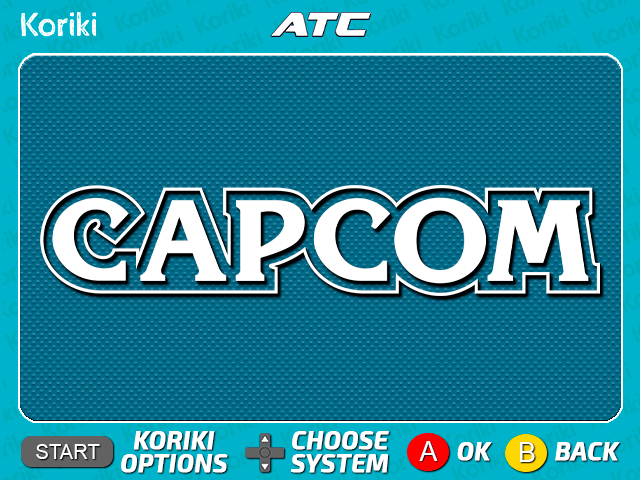 Koriki
ATC
CAPCOM
START
KORIKI
OPTIONS
CHOOSE
SYSTEM
A
OK
B
BACK